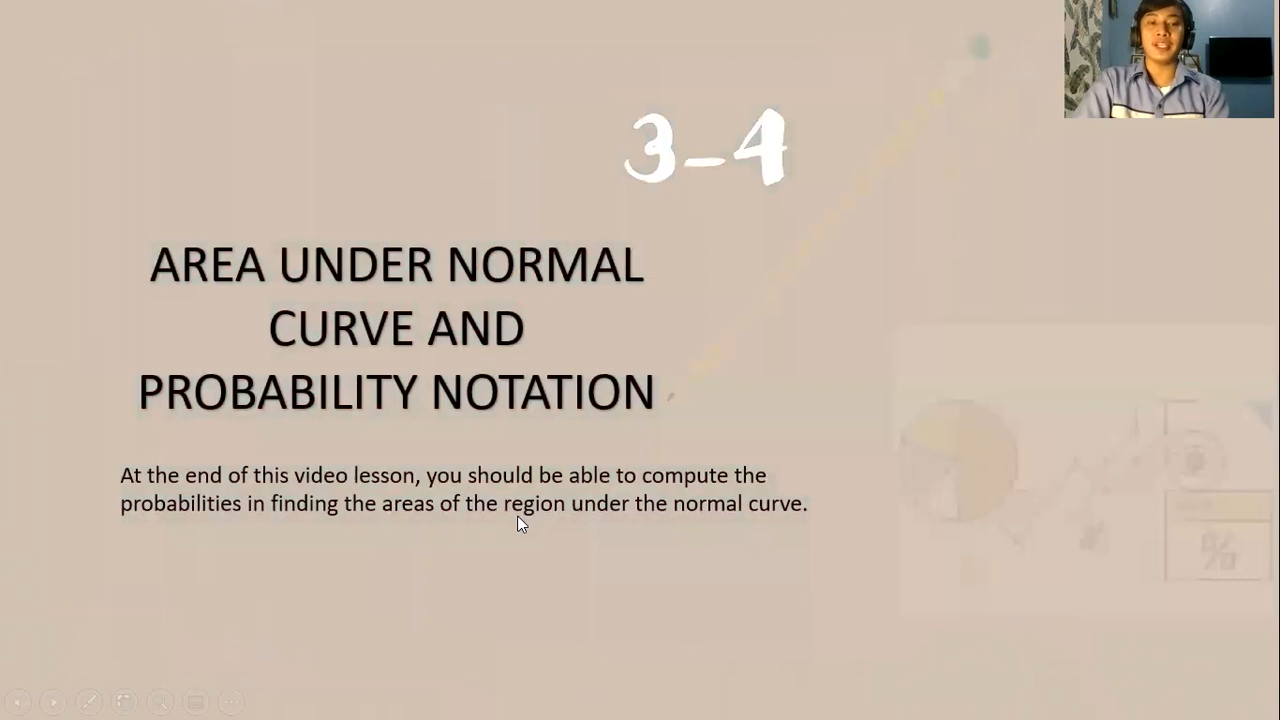 3-4
AREA UNDER NORMAL
CURVE AND
PROBABILITY NOTATION
At the end of this video lesson, you should be able to compute the
probabilities in finding the areas of the region under the normal curve.
%